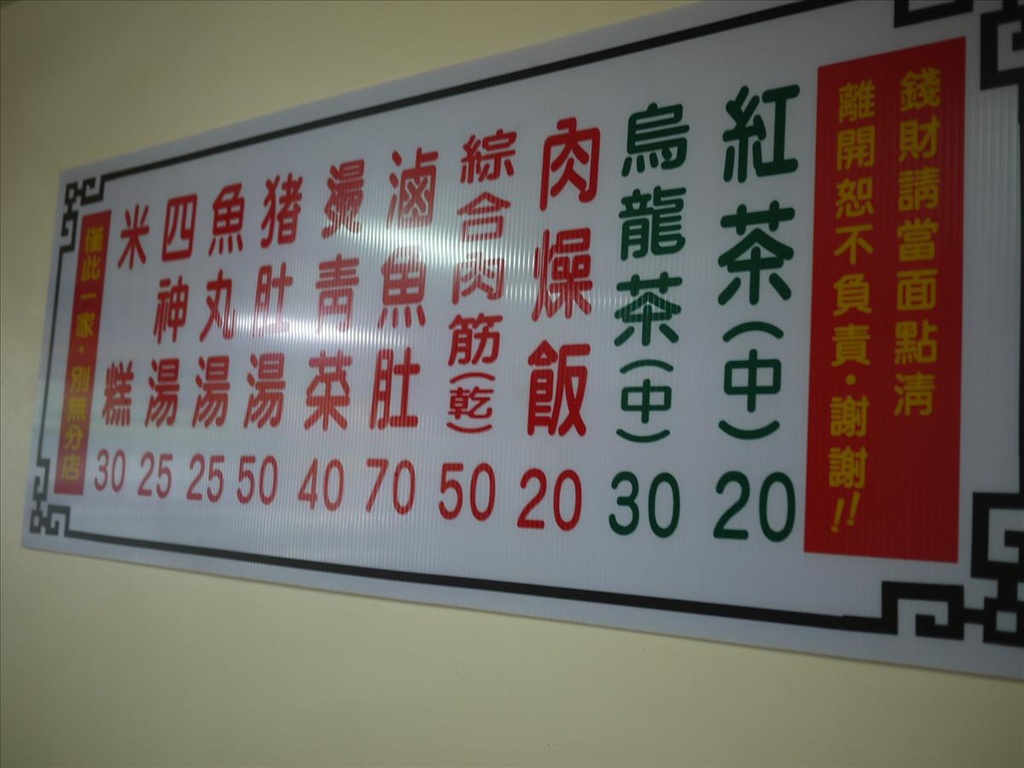 錢財請當面點清
離開恕不負責·謝謝!!
紅茶(中) 20
烏龍茶(中) 30
肉燥飯 20
綜合肉筋(乾) 50
滷魚肚 70
燙青菜 40
豬肚湯 50
魚丸湯 25
四神湯 25
米糕 30
僅此一家·別無分店